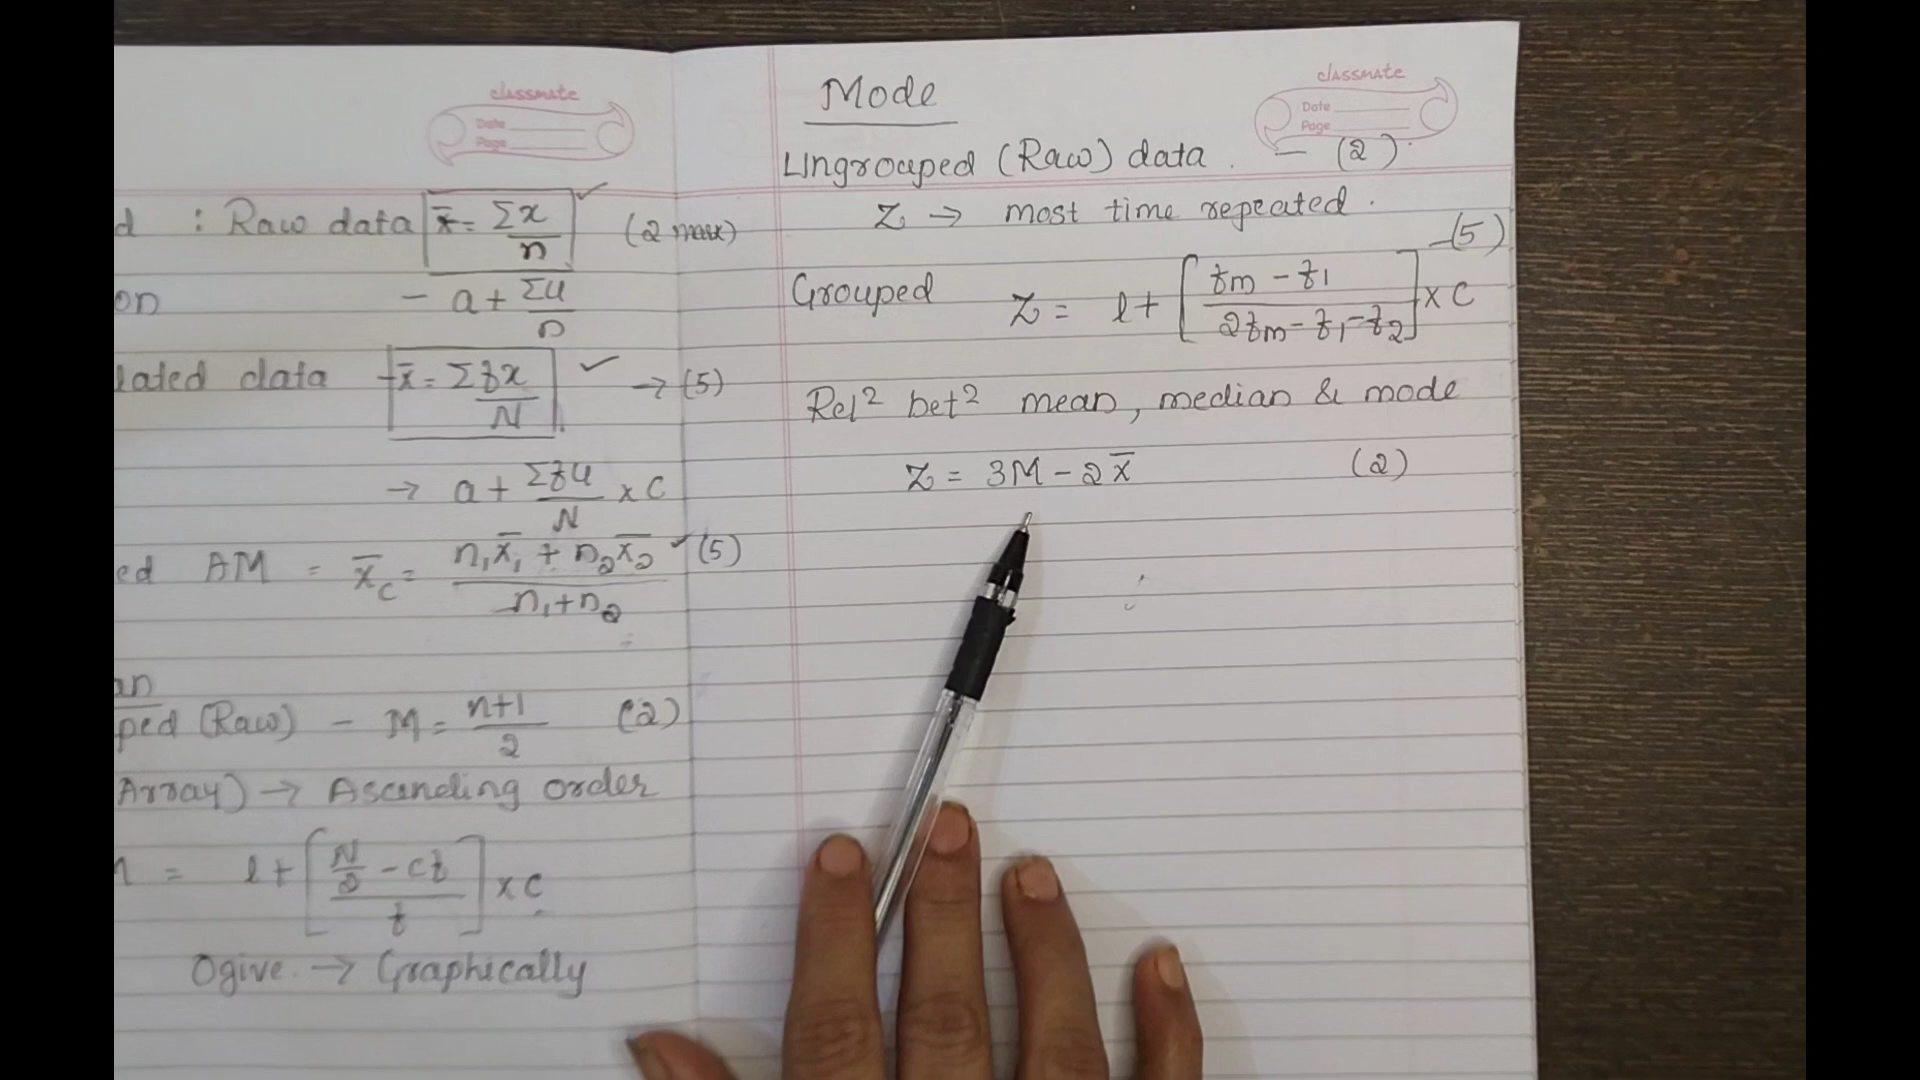 classmate
Date
Page
d : Raw data x̄ = Σx/n (2 marx)
on - a + Σu/n
lated data x̄ = Σfx/N → (5)
→ a + Σfu/N x c
ed AM = x̄c = n₁x̄₁ + n₂x̄₂ / n₁+n₂ (5)
an
ped (Raw) - M = n+1/2 (2)
Array) → Ascending order
= l + [N/2 - cf / f] x c
Ogive → Graphically
classmate
Date
Page
Mode
Ungrouped (Raw) data. - (2)
Z → most time repeated.
(5)
Grouped Z = l + [fm - f₁ / 2fm - f₁ - f₂] x c
Rel² bet² mean, median & mode
Z = 3M - 2x̄ (2)